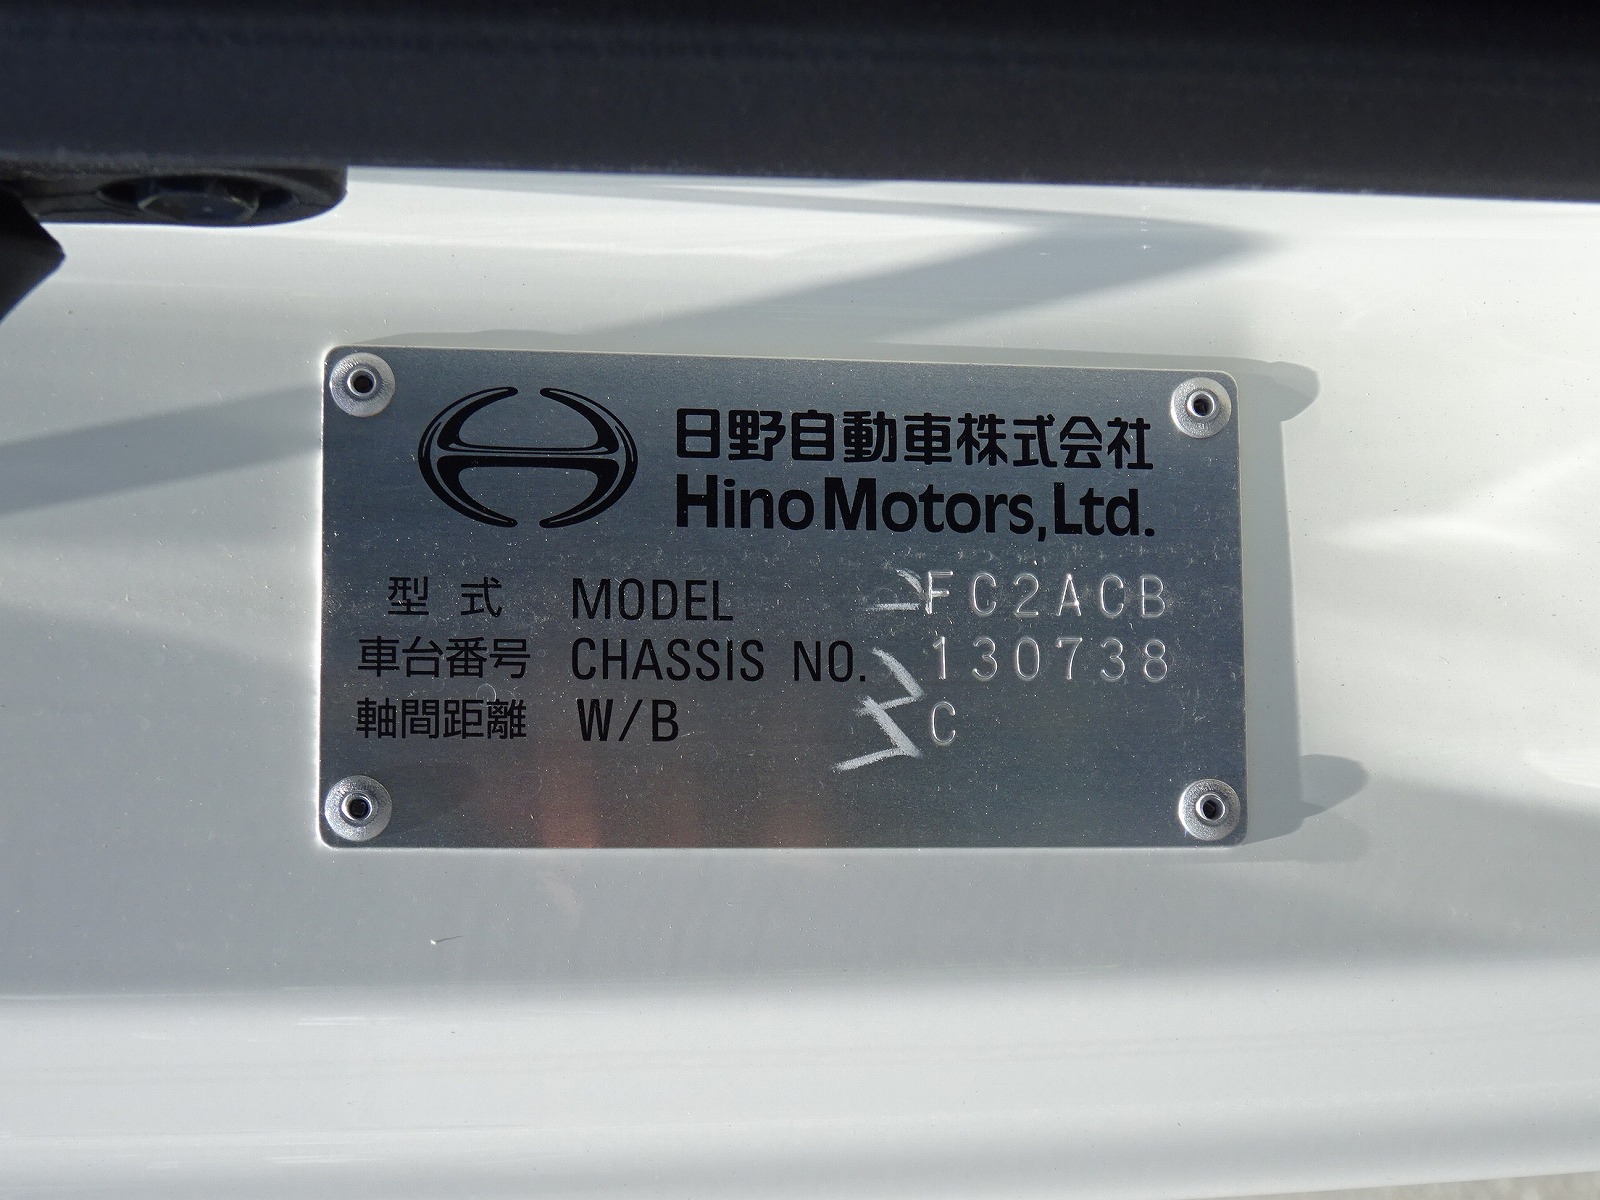 日野自動車株式会社
Hino Motors, Ltd.
型 式 MODEL FC2ACB
車台番号 CHASSIS NO. 130738
軸間距離 W/B C